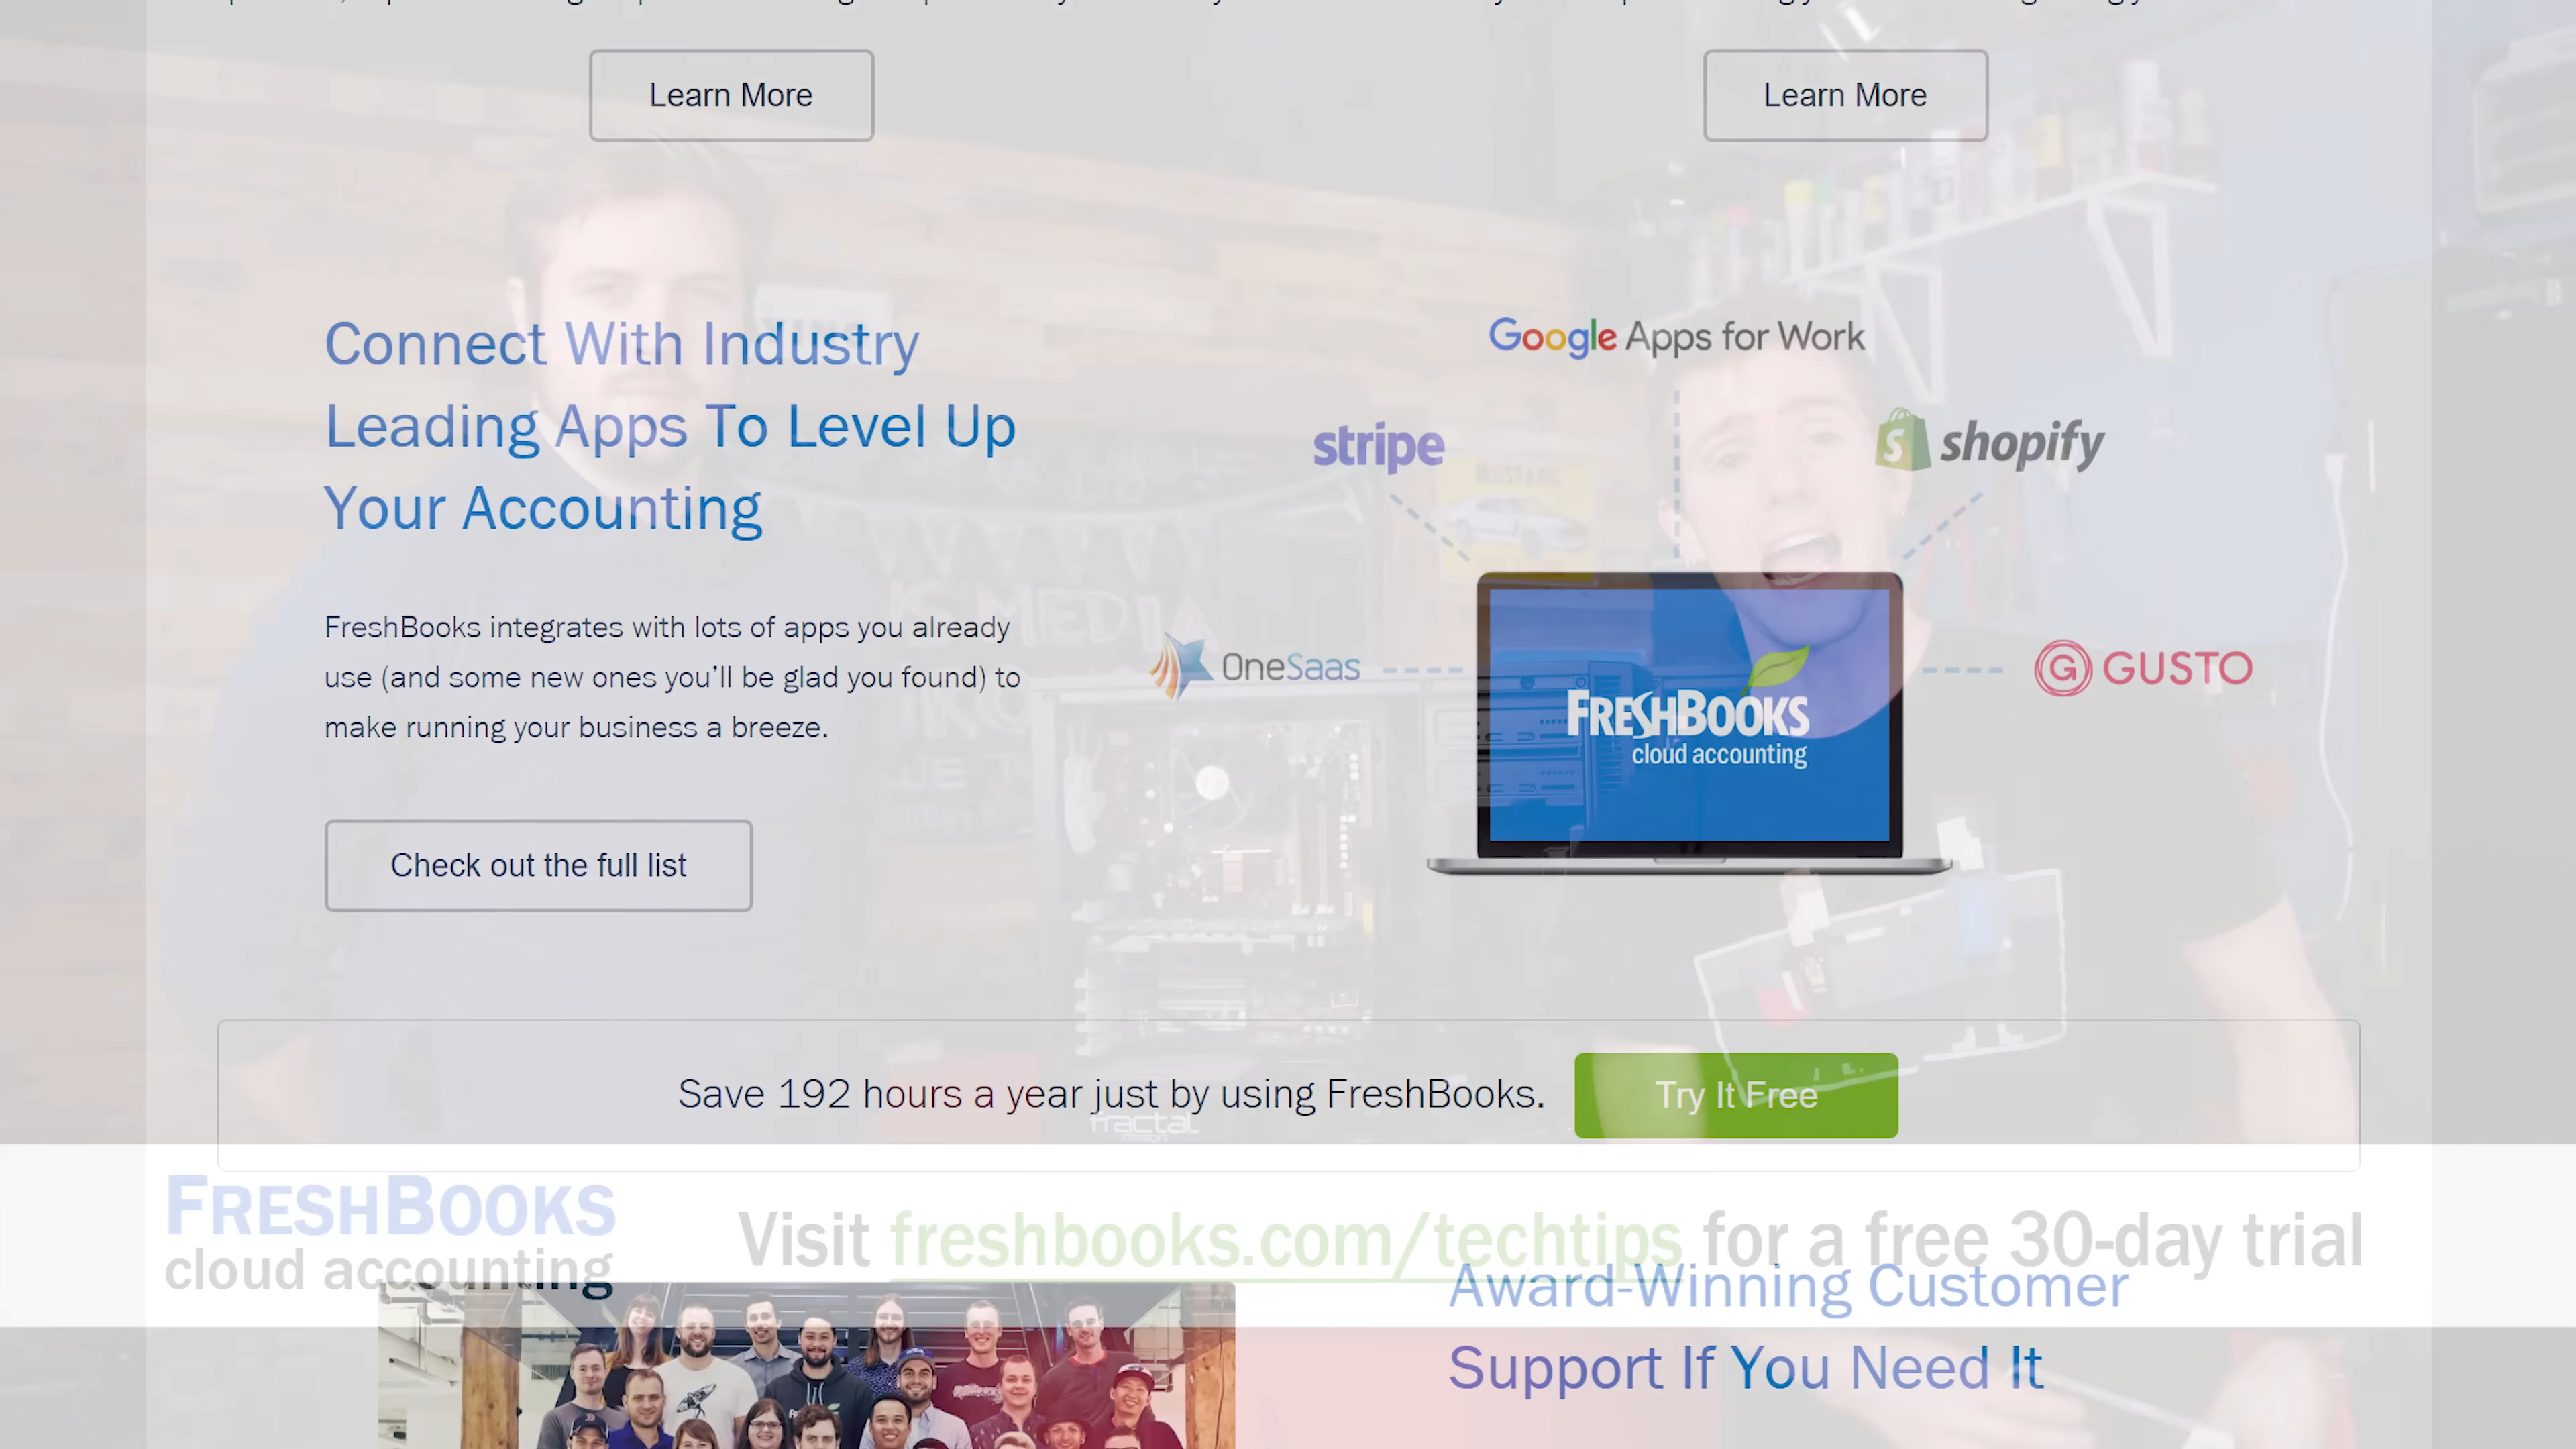 Learn More
Learn More
Connect With Industry
Leading Apps To Level Up
Your Accounting
FreshBooks integrates with lots of apps you already
use (and some new ones you'll be glad you found) to
make running your business a breeze.
Check out the full list
Google Apps for Work
stripe
shopify
OneSaas
GUSTO
FRESHBOOKS
cloud accounting
IS MEDIA
Save 192 hours a year just by using FreshBooks.
Try It Free
fractal
design
FRESHBOOKS
cloud accounting
Visit freshbooks.com/techtips for a free 30-day trial
Award-Winning Customer
Support If You Need It